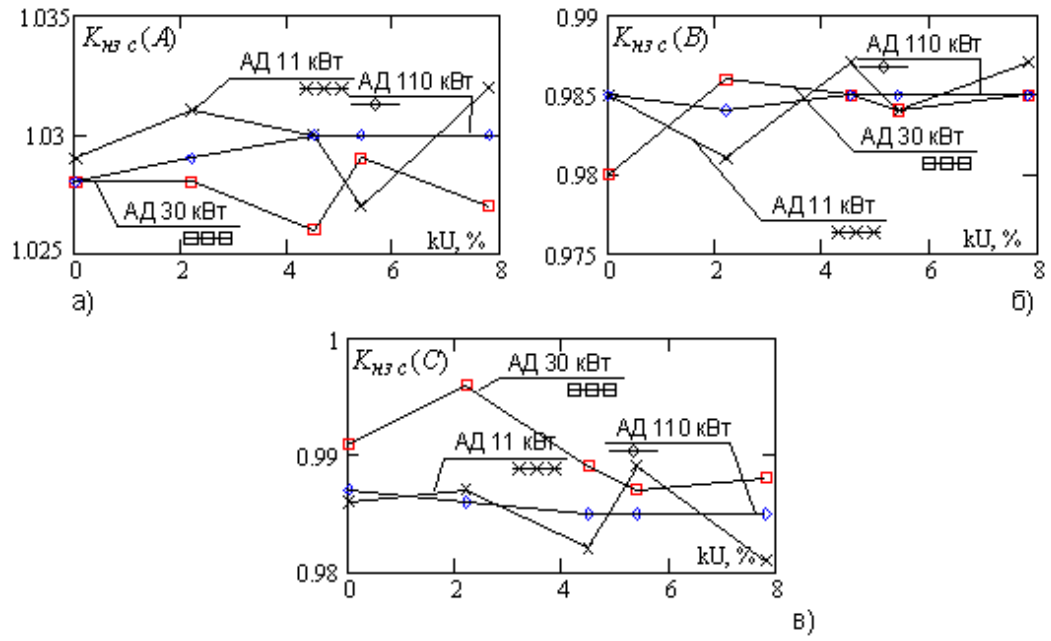 1.035
K нз с (A)
АД 11 кВт
АД 110 кВт
1.03
АД 30 кВт
kU, %
1.025
0 2 4 6 8
а)
0.99
K нз с (B)
АД 110 кВт
0.985
АД 30 кВт
0.98
АД 11 кВт
kU, %
0.975
0 2 4 6 8
б)
1
K нз с (C)
АД 30 кВт
АД 11 кВт
АД 110 кВт
0.99
kU, %
0.98
0 2 4 6 8
в)